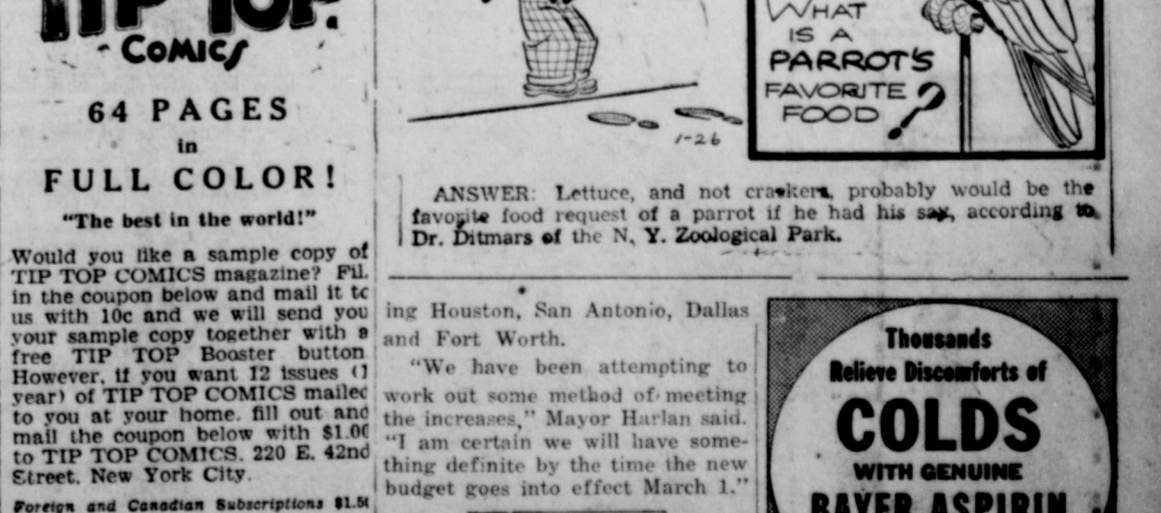 TIP TOP
COMICS
64 PAGES
in
FULL COLOR!
"The best in the world!"
Would you like a sample copy of
TIP TOP COMICS magazine? Fil.
in the coupon below and mail it tc
us with 10c and we will send you
your sample copy together with a
free TIP TOP Booster button
However, if you want 12 issues (1
year) of TIP TOP COMICS mailec
to you at your home, fill out and
mail the coupon below with $1.00
to TIP TOP COMICS, 220 E. 42nd
Street, New York City.
Foreign and Canadian Subscriptions $1.50
1-26
WHAT
IS A
PARROT'S
FAVORITE
FOOD?
ANSWER: Lettuce, and not crackers, probably would be the
favorite food request of a parrot if he had his say, according to
Dr. Ditmars of the N. Y. Zoological Park.
ing Houston, San Antonio, Dallas
and Fort Worth.
"We have been attempting to
work out some method of meeting
the increases," Mayor Harlan said.
"I am certain we will have some-
thing definite by the time the new
budget goes into effect March 1."
Thousands
Relieve Discomforts of
COLDS
WITH GENUINE
BAYER ASPIRIN